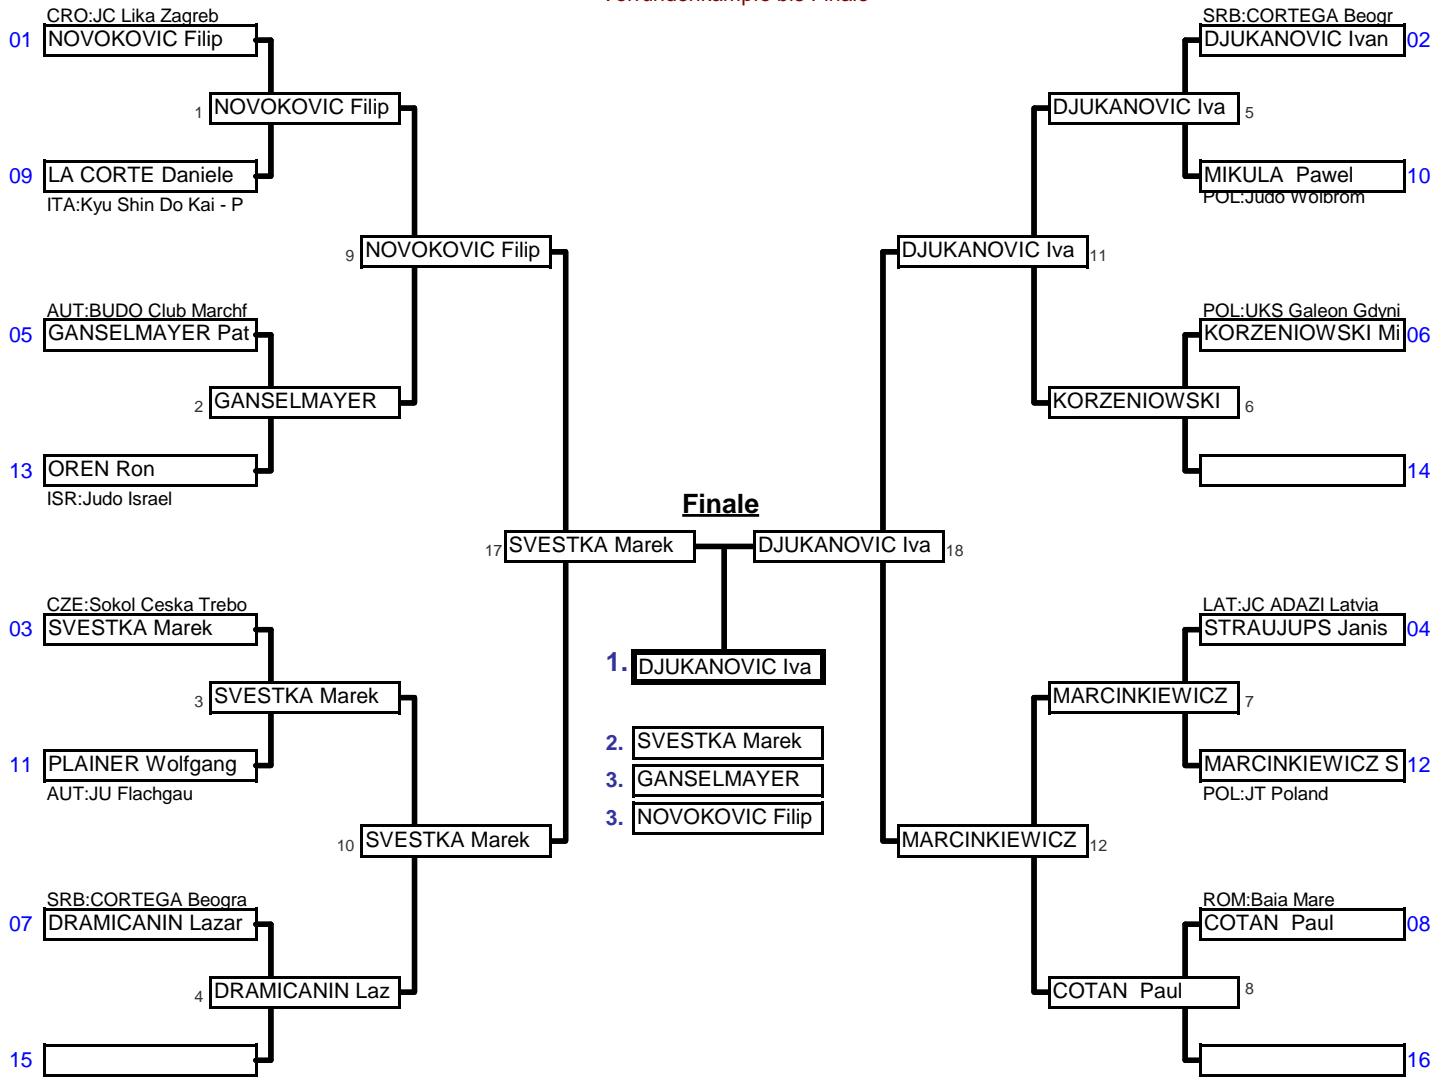 CRO:JC Lika Zagreb
01 NOVOKOVIC Filip
1 NOVOKOVIC Filip
09 LA CORTE Daniele
ITA:Kyu Shin Do Kai - P
9 NOVOKOVIC Filip
AUT:BUDO Club Marchf
05 GANSELMAYER Pat
2 GANSELMAYER
13 OREN Ron
ISR:Judo Israel
17 SVESTKA Marek
CZE:Sokol Ceska Trebo
03 SVESTKA Marek
3 SVESTKA Marek
11 PLAINER Wolfgang
AUT:JU Flachgau
10 SVESTKA Marek
SRB:CORTEGA Beogra
07 DRAMICANIN Lazar
4 DRAMICANIN Laz
15
Finale
1. DJUKANOVIC Iva
2. SVESTKA Marek
3. GANSELMAYER
3. NOVOKOVIC Filip
SRB:CORTEGA Beogr
DJUKANOVIC Ivan 02
DJUKANOVIC Iva 5
MIKULA Pawel 10
POL:Judo Wolbrom
DJUKANOVIC Iva 11
POL:UKS Galeon Gdyni
KORZENIOWSKI Mi 06
KORZENIOWSKI 6
14
DJUKANOVIC Iva 18
LAT:JC ADAZI Latvia
STRAUJUPS Janis 04
MARCINKIEWICZ 7
MARCINKIEWICZ S 12
POL:JT Poland
MARCINKIEWICZ 12
ROM:Baia Mare
COTAN Paul 08
COTAN Paul 8
16